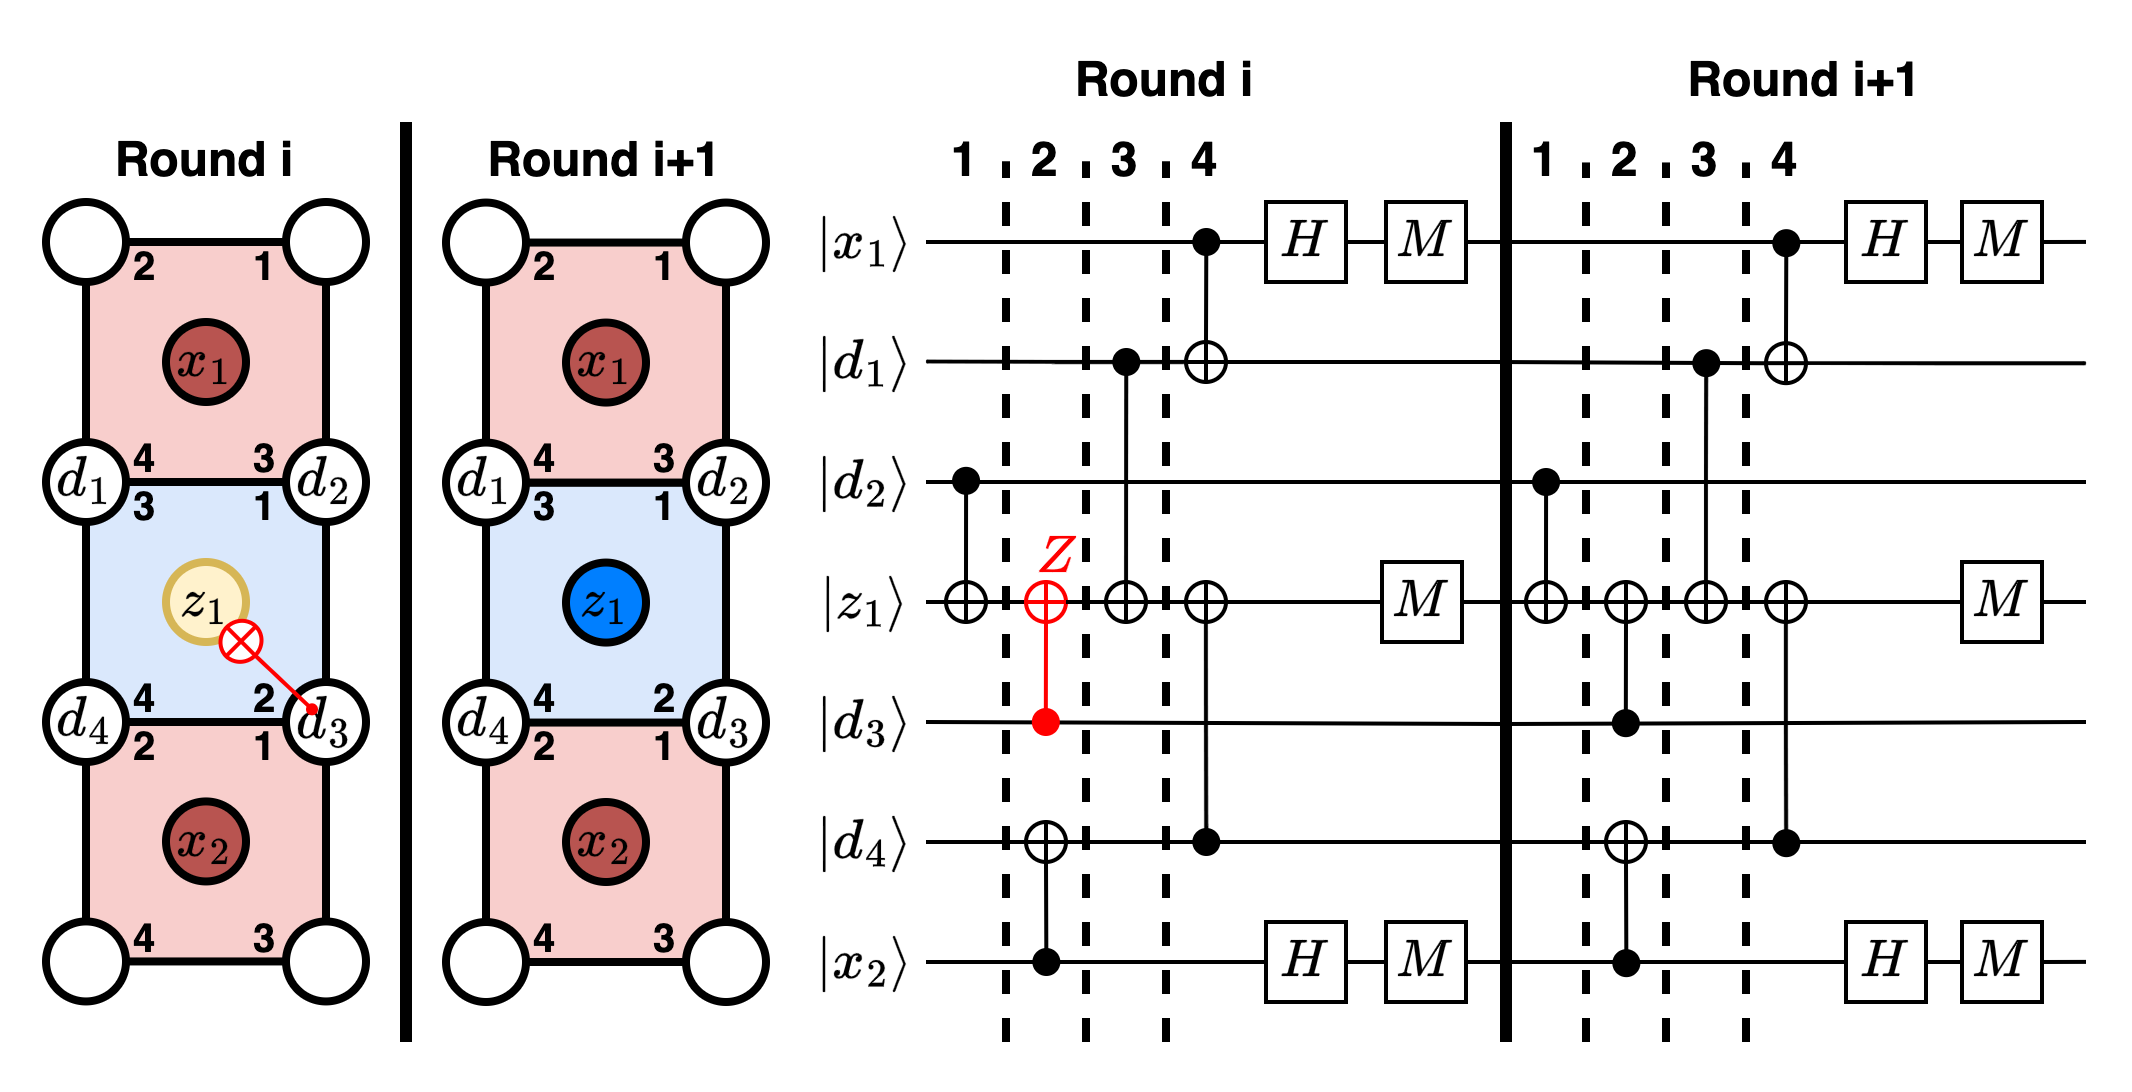 Round i
Round i+1
Round i
Round i+1
2 1
x₁
4 3
d₁ d₂
3 1
z₁
4 2
d₄ d₃
2 1
x₂
4 3
2 1
x₁
4 3
d₁ d₂
3 1
z₁
4 2
d₄ d₃
2 1
x₂
4 3
1 2 3 4 1 2 3 4
|x₁⟩ H M H M
|d₁⟩
|d₂⟩
Z
|z₁⟩ M M
|d₃⟩
|d₄⟩
|x₂⟩ H M H M